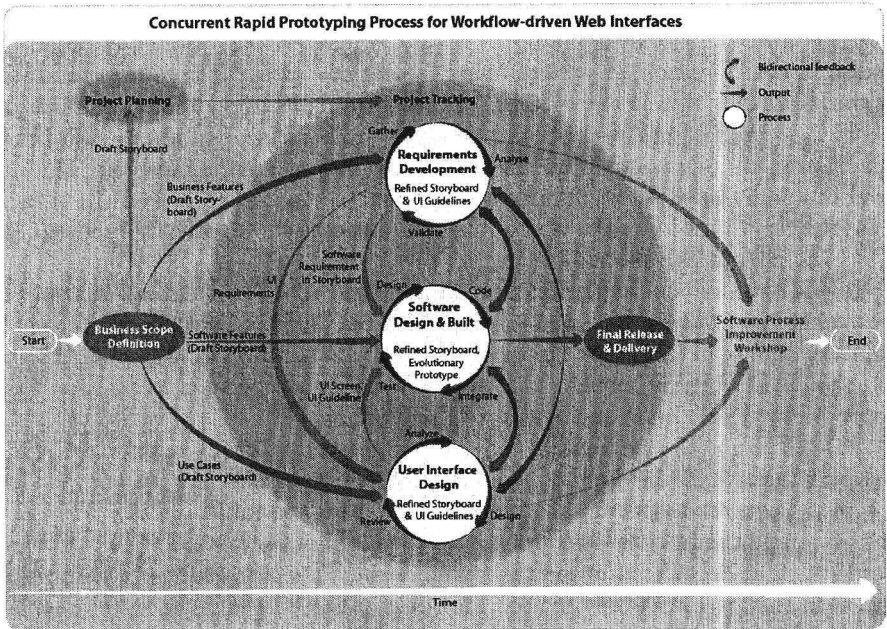 Concurrent Rapid Prototyping Process for Workflow-driven Web Interfaces
Bidirectional feedback
Output
Process
Project Planning
Project Tracking
Draft Storyboard
Gather
Requirements
Development
Analyse
Refined Storyboard
& UI Guidelines
Validate
Business Features
(Draft Story-
board)
UI
Requirements
Software
Requirement
in Storyboard
Design
Code
Software
Design & Built
Refined Storyboard,
Evolutionary
Prototype
Test
Integrate
Start
Business Scope
Definition
Software Features
(Draft Storyboard)
Final Release
& Delivery
Software Process
Improvement
Workshop
End
UI Screen,
UI Guideline
Use Cases
(Draft Storyboard)
Analyze
User Interface
Design
Refined Storyboard
& UI Guidelines
Review
Design
Time